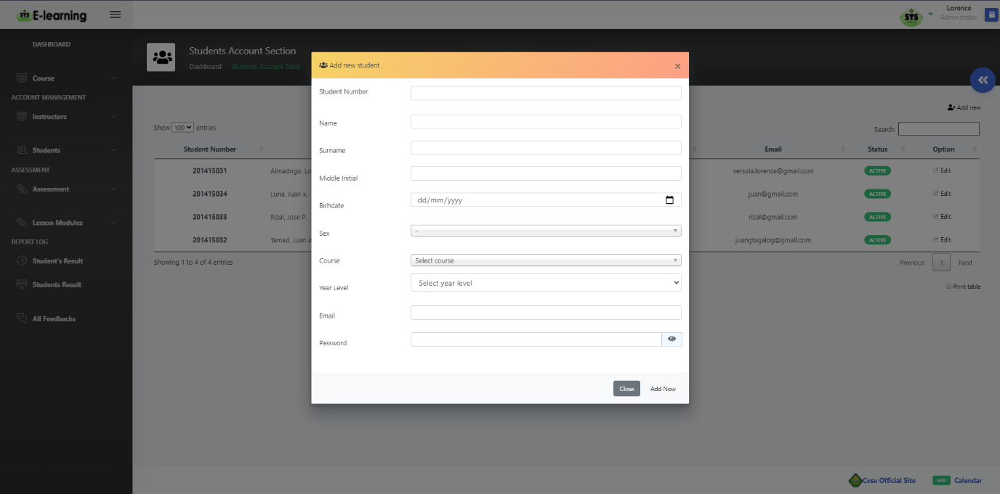 STS E-learning
STS
Lorence
Administrator
DASHBOARD
Course
ACCOUNT MANAGEMENT
Instructors
Students
ASSESSMENT
Assessment
Lesson Modules
REPORT LOG
Student's Result
Students Result
All Feedbacks
Students Account Section
Dashboard / Students Account Table
Add new
Show 100 entries
Search:
Student Number Email Status Option
201415031 Almadrigo, Lo versola.lorence@gmail.com ACTIVE Edit
201415034 Luna, Juan x. juan@gmail.com ACTIVE Edit
201415033 Rizal, Jose P. rizal@gmail.com ACTIVE Edit
201415032 Tamad, Juan A juangtagalog@gmail.com ACTIVE Edit
Showing 1 to 4 of 4 entries
Previous 1 Next
Print table
Add new student ×
Student Number
Name
Surname
Middle Initial
Birhdate dd/mm/yyyy
Sex -
Course Select course
Year Level Select year level
Email
Password
Close Add Now
Cvsu Official Site NEW Calendar